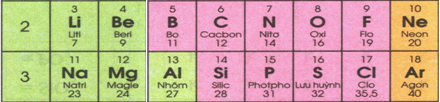 2 3 4 5 6 7 8 9 10
Li Be B C N O F Ne
Liti Beri Bo Cacbon Nitơ Oxi Flo Neon
7 9 11 12 14 16 19 20
3 11 12 13 14 15 16 17 18
Na Mg Al Si P S Cl Ar
Natri Magie Nhôm Silic Photpho Lưu huỳnh Clo Agon
23 24 27 28 31 32 35,5 40